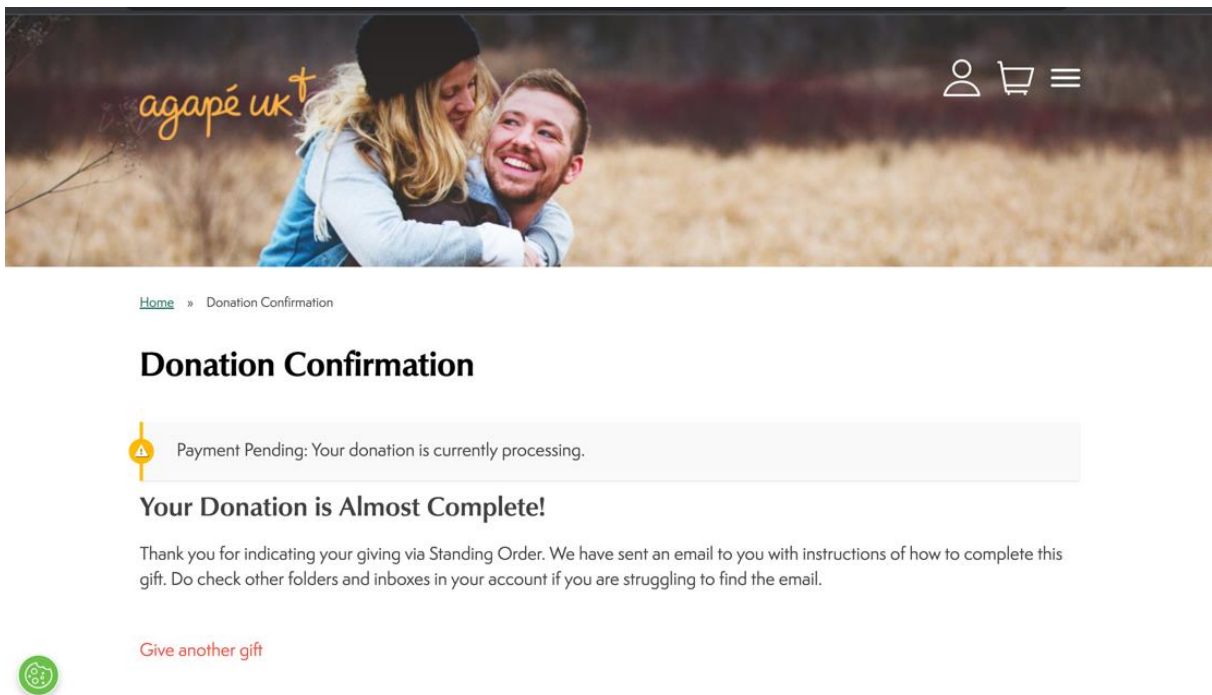 agapé uk
Home » Donation Confirmation
Donation Confirmation
Payment Pending: Your donation is currently processing.
Your Donation is Almost Complete!
Thank you for indicating your giving via Standing Order. We have sent an email to you with instructions of how to complete this
gift. Do check other folders and inboxes in your account if you are struggling to find the email.
Give another gift